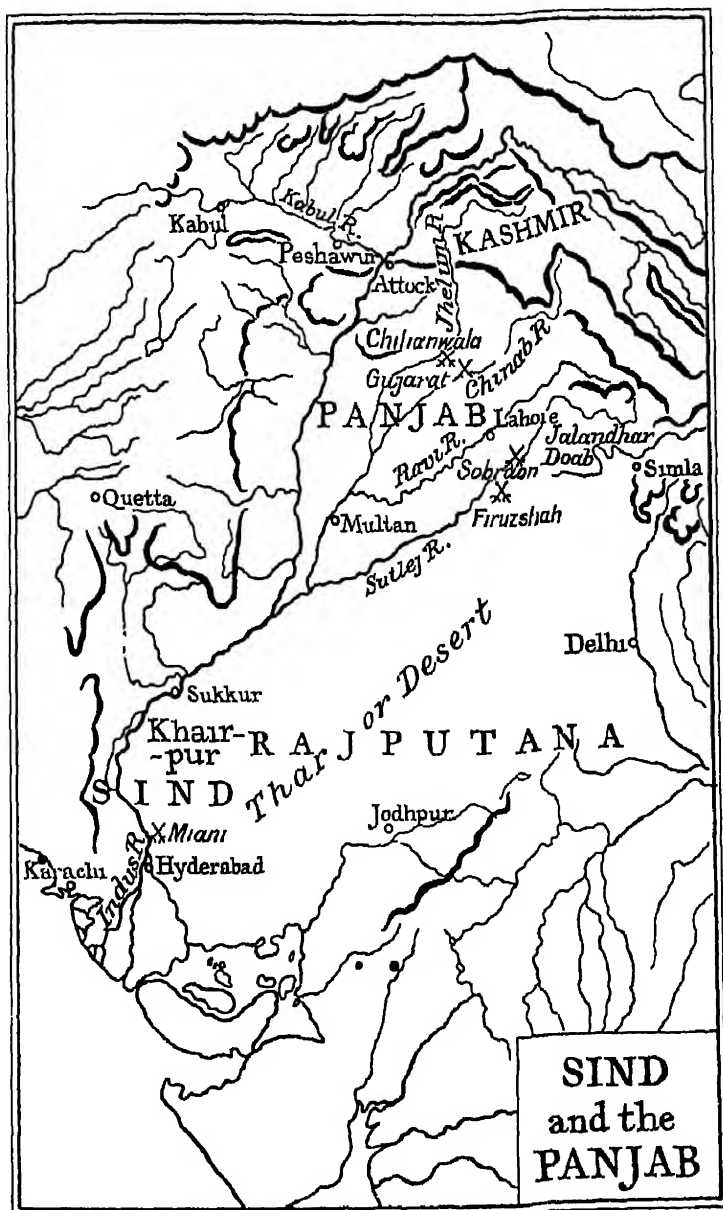 Kabul R.
Kabul
Peshawur
KASHMIR
Attock
Jhelum R
Chilianwala
Gujarat
Chinab R
PANJAB
Lahore
Ravi R.
Jalandhar
Doab
Sobraon
Simla
Quetta
Multan
Firuzshah
Sutlej R.
Delhi
Sukkur
Thar or Desert
Khair-
-pur
RAJPUTANA
SIND
Jodhpur
Miani
Karachi
Indus R
Hyderabad
SIND
and the
PANJAB